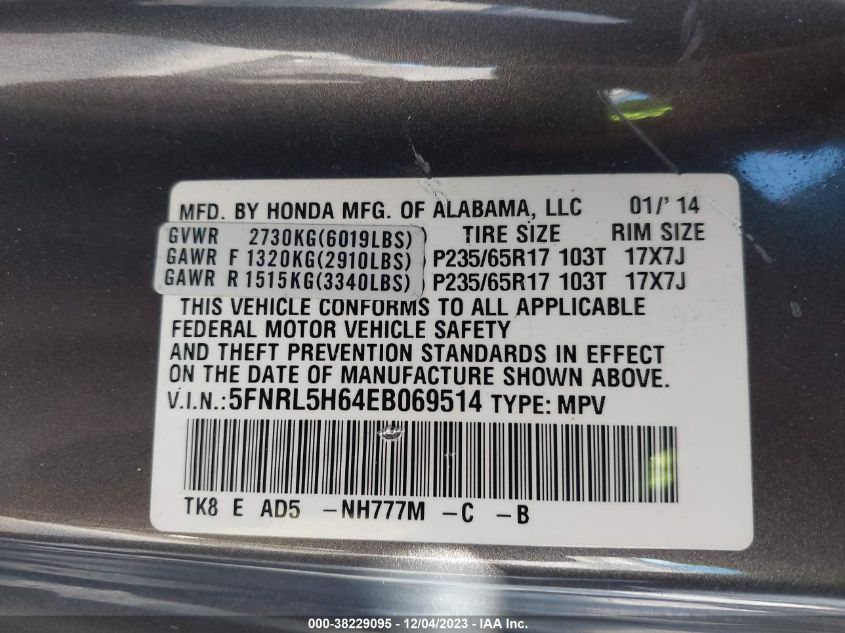 MFD. BY HONDA MFG. OF ALABAMA, LLC 01/' 14
GVWR 2730KG(6019LBS) TIRE SIZE RIM SIZE
GAWR F 1320KG(2910LBS) P235/65R17 103T 17X7J
GAWR R 1515KG(3340LBS) P235/65R17 103T 17X7J
THIS VEHICLE CONFORMS TO ALL APPLICABLE
FEDERAL MOTOR VEHICLE SAFETY
AND THEFT PREVENTION STANDARDS IN EFFECT
ON THE DATE OF MANUFACTURE SHOWN ABOVE.
V.I.N.: 5FNRL5H64EB069514 TYPE: MPV
TK8 E AD5 -NH777M -C -B
000-38229095 - 12/04/2023 - IAA Inc.